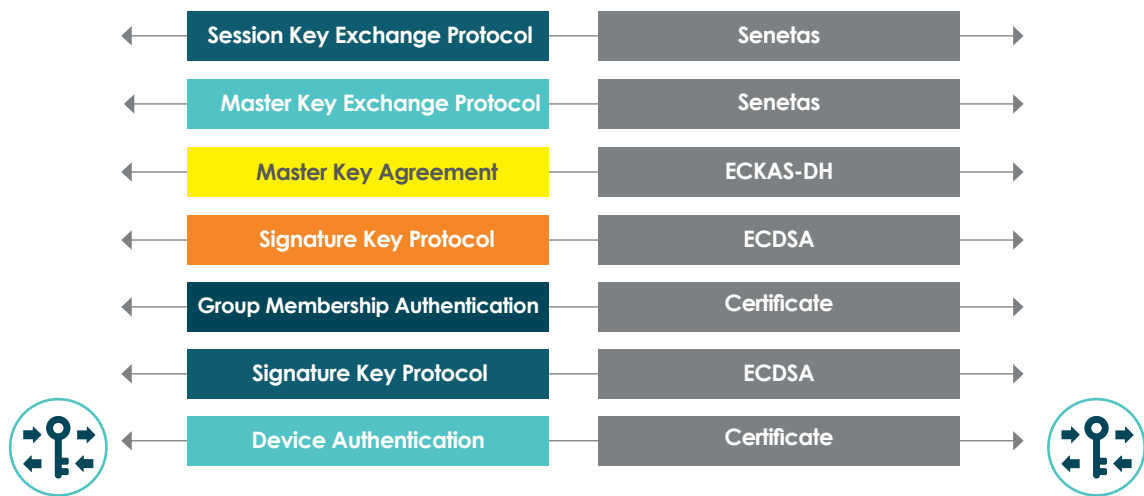 Session Key Exchange Protocol Senetas
Master Key Exchange Protocol Senetas
Master Key Agreement ECKAS-DH
Signature Key Protocol ECDSA
Group Membership Authentication Certificate
Signature Key Protocol ECDSA
Device Authentication Certificate